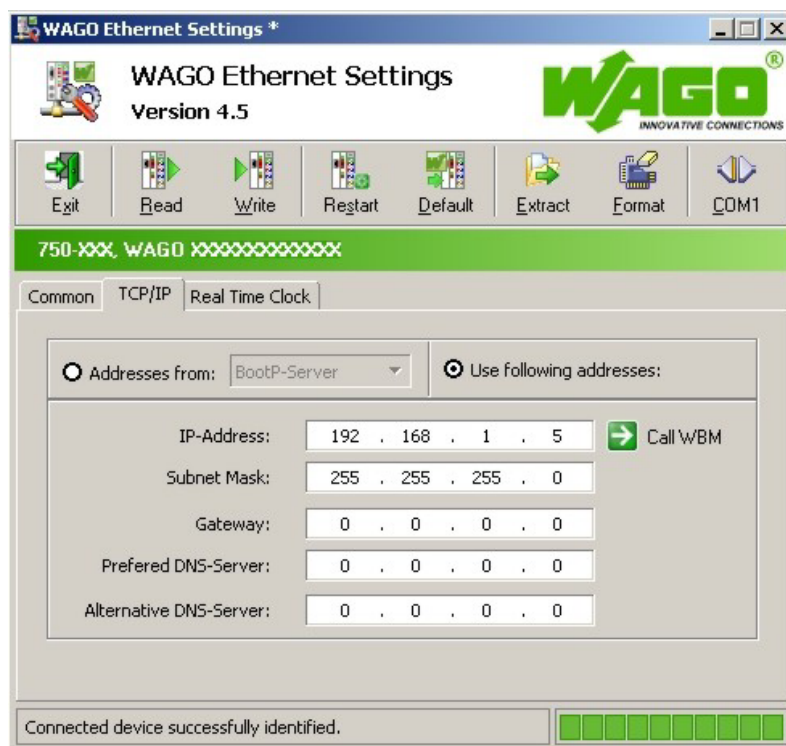 WAGO Ethernet Settings *
WAGO Ethernet Settings
Version 4.5
WAGO®
INNOVATIVE CONNECTIONS
Exit Read Write Restart Default Extract Format COM1
750-XXX, WAGO XXXXXXXXXXXXX
Common TCP/IP Real Time Clock
Addresses from: BootP-Server Use following addresses:
IP-Address: 192 . 168 . 1 . 5 Call WBM
Subnet Mask: 255 . 255 . 255 . 0
Gateway: 0 . 0 . 0 . 0
Prefered DNS-Server: 0 . 0 . 0 . 0
Alternative DNS-Server: 0 . 0 . 0 . 0
Connected device successfully identified.